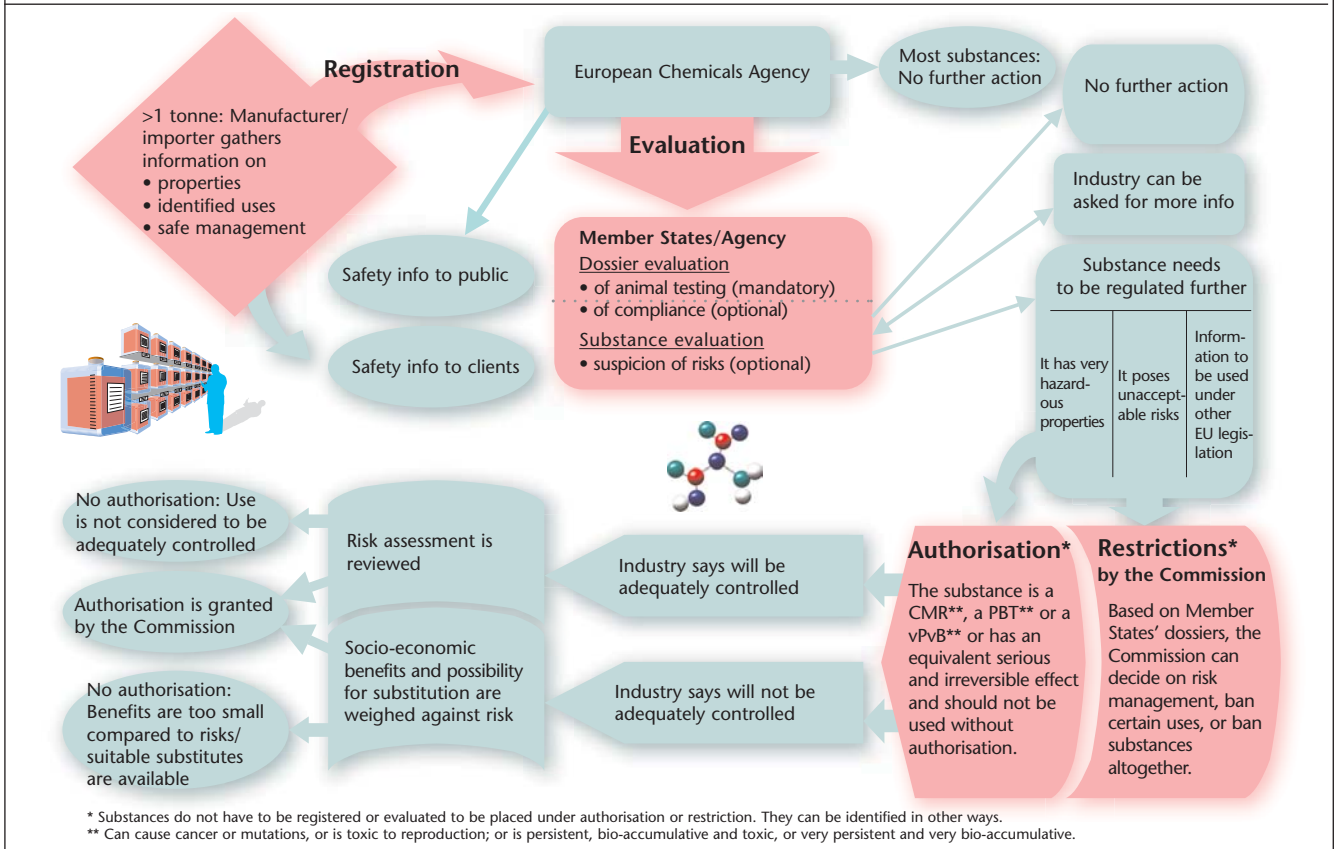 Registration
>1 tonne: Manufacturer/
importer gathers
information on
• properties
• identified uses
• safe management
European Chemicals Agency
Most substances:
No further action
No further action
Evaluation
Industry can be
asked for more info
Safety info to public
Safety info to clients
Member States/Agency
Dossier evaluation
• of animal testing (mandatory)
• of compliance (optional)
Substance evaluation
• suspicion of risks (optional)
Substance needs
to be regulated further
It has very
hazard-
ous
properties
It poses
unaccept-
able risks
Inform-
ation to
be used
under
other
EU legis-
lation
Authorisation*
The substance is a
CMR**, a PBT** or a
vPvB** or has an
equivalent serious
and irreversible effect
and should not be
used without
authorisation.
Restrictions*
by the Commission
Based on Member
States’ dossiers, the
Commission can
decide on risk
management, ban
certain uses, or ban
substances
altogether.
Industry says will be
adequately controlled
Industry says will not be
adequately controlled
Risk assessment is
reviewed
Socio-economic
benefits and possibility
for substitution are
weighed against risk
No authorisation: Use
is not considered to be
adequately controlled
Authorisation is granted
by the Commission
No authorisation:
Benefits are too small
compared to risks/
suitable substitutes
are available
* Substances do not have to be registered or evaluated to be placed under authorisation or restriction. They can be identified in other ways.
** Can cause cancer or mutations, or is toxic to reproduction; or is persistent, bio-accumulative and toxic, or very persistent and very bio-accumulative.